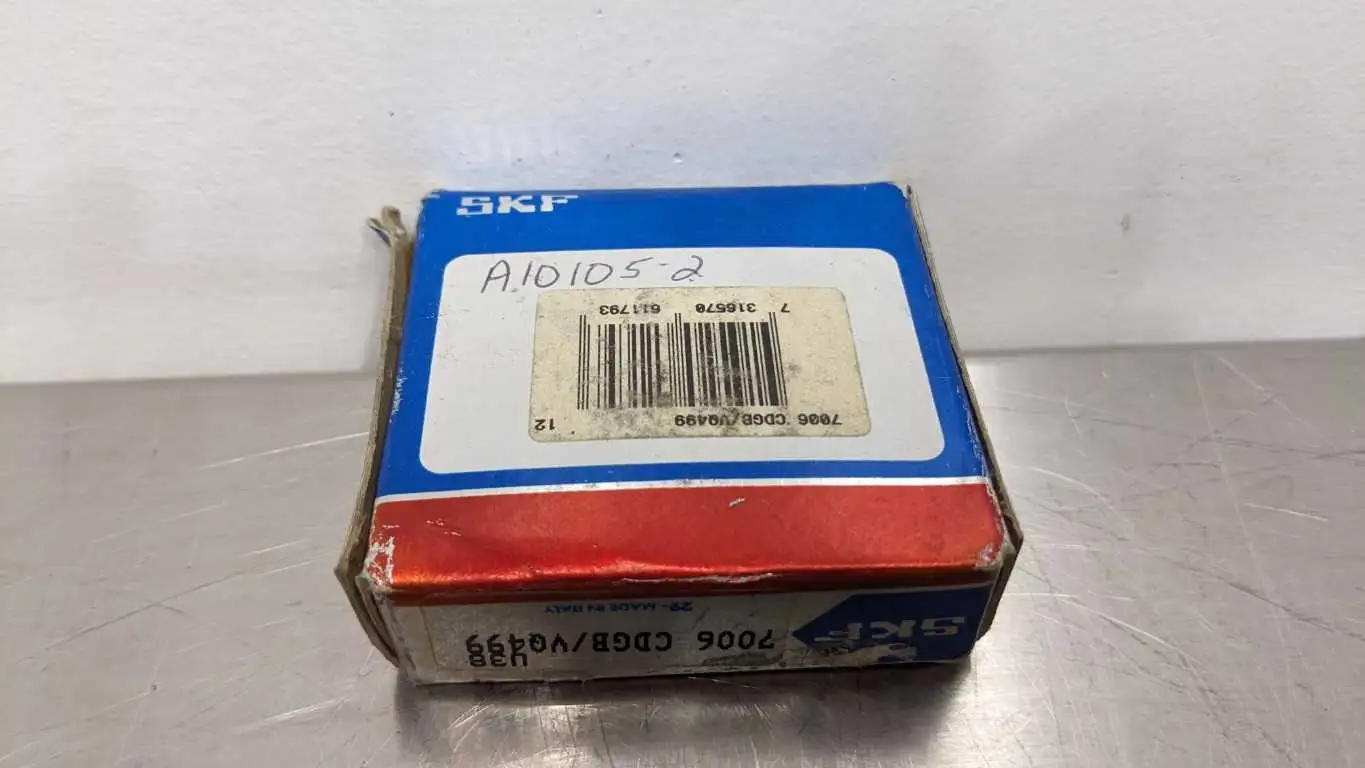 SKF
A10105-2
7 316570 611793
7006 CDGB/VQ499 12
29-MADE IN ITALY
SKF
7006 CDGB/VQ499
U38